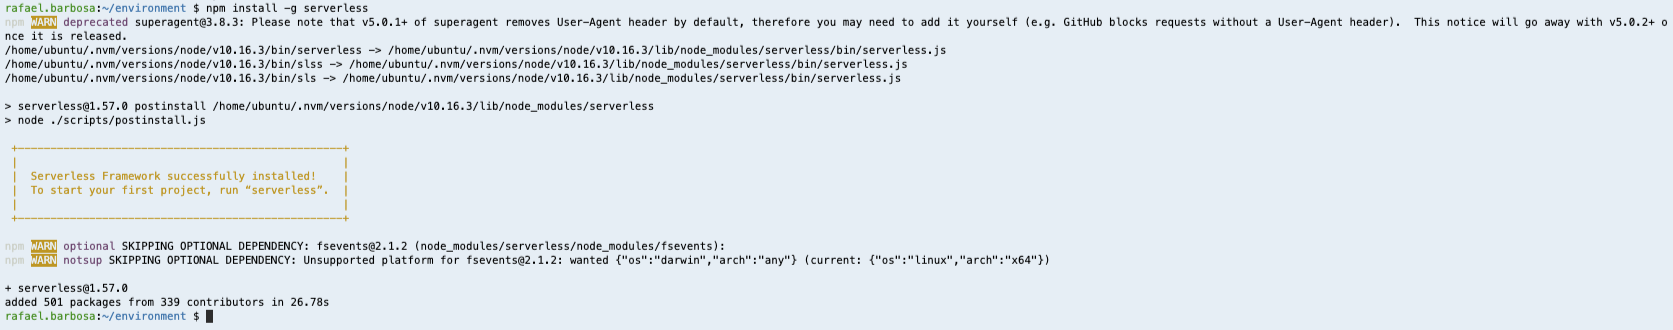 rafael.barbosa:~/environment $ npm install -g serverless
npm WARN deprecated superagent@3.8.3: Please note that v5.0.1+ of superagent removes User-Agent header by default, therefore you may need to add it yourself (e.g. GitHub blocks requests without a User-Agent header).  This notice will go away with v5.0.2+ o
nce it is released.
/home/ubuntu/.nvm/versions/node/v10.16.3/bin/serverless -> /home/ubuntu/.nvm/versions/node/v10.16.3/lib/node_modules/serverless/bin/serverless.js
/home/ubuntu/.nvm/versions/node/v10.16.3/bin/slss -> /home/ubuntu/.nvm/versions/node/v10.16.3/lib/node_modules/serverless/bin/serverless.js
/home/ubuntu/.nvm/versions/node/v10.16.3/bin/sls -> /home/ubuntu/.nvm/versions/node/v10.16.3/lib/node_modules/serverless/bin/serverless.js
> serverless@1.57.0 postinstall /home/ubuntu/.nvm/versions/node/v10.16.3/lib/node_modules/serverless
> node ./scripts/postinstall.js
Serverless Framework successfully installed!
To start your first project, run “serverless”.
npm WARN optional SKIPPING OPTIONAL DEPENDENCY: fsevents@2.1.2 (node_modules/serverless/node_modules/fsevents):
npm WARN notsup SKIPPING OPTIONAL DEPENDENCY: Unsupported platform for fsevents@2.1.2: wanted {"os":"darwin","arch":"any"} (current: {"os":"linux","arch":"x64"})
+ serverless@1.57.0
added 501 packages from 339 contributors in 26.78s
rafael.barbosa:~/environment $